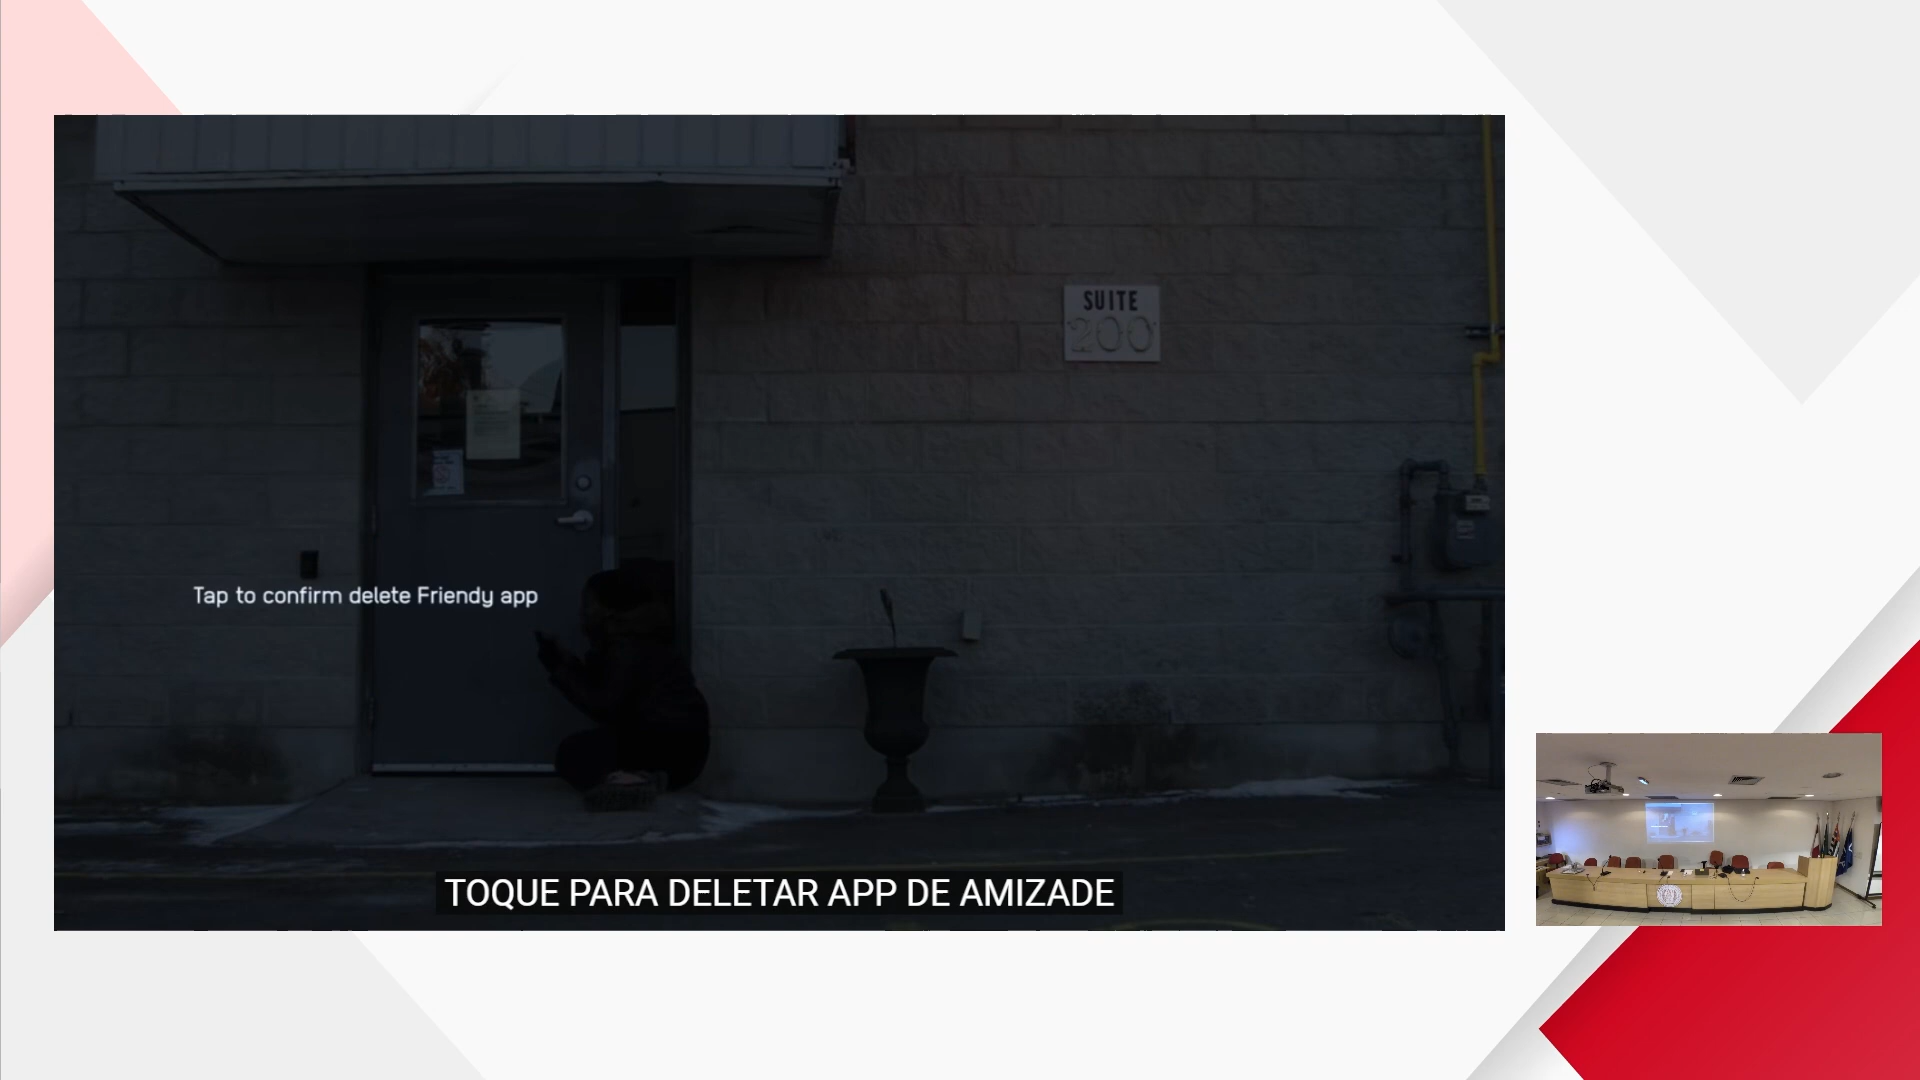 SUITE
200
Tap to confirm delete Friendy app
TOQUE PARA DELETAR APP DE AMIZADE